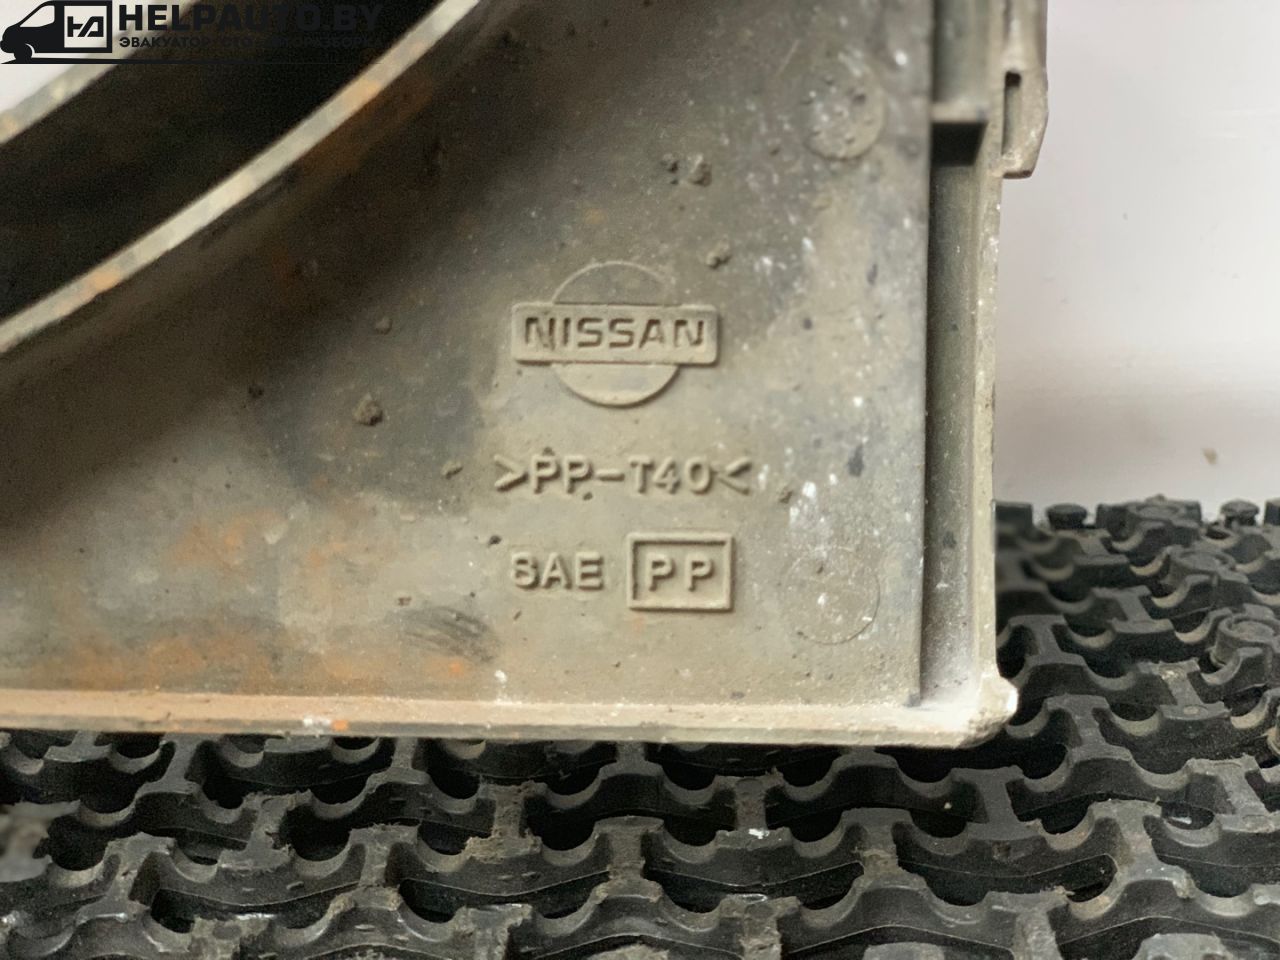 HELPAUTO.BY
NISSAN
>PP-T40<
SAE PP